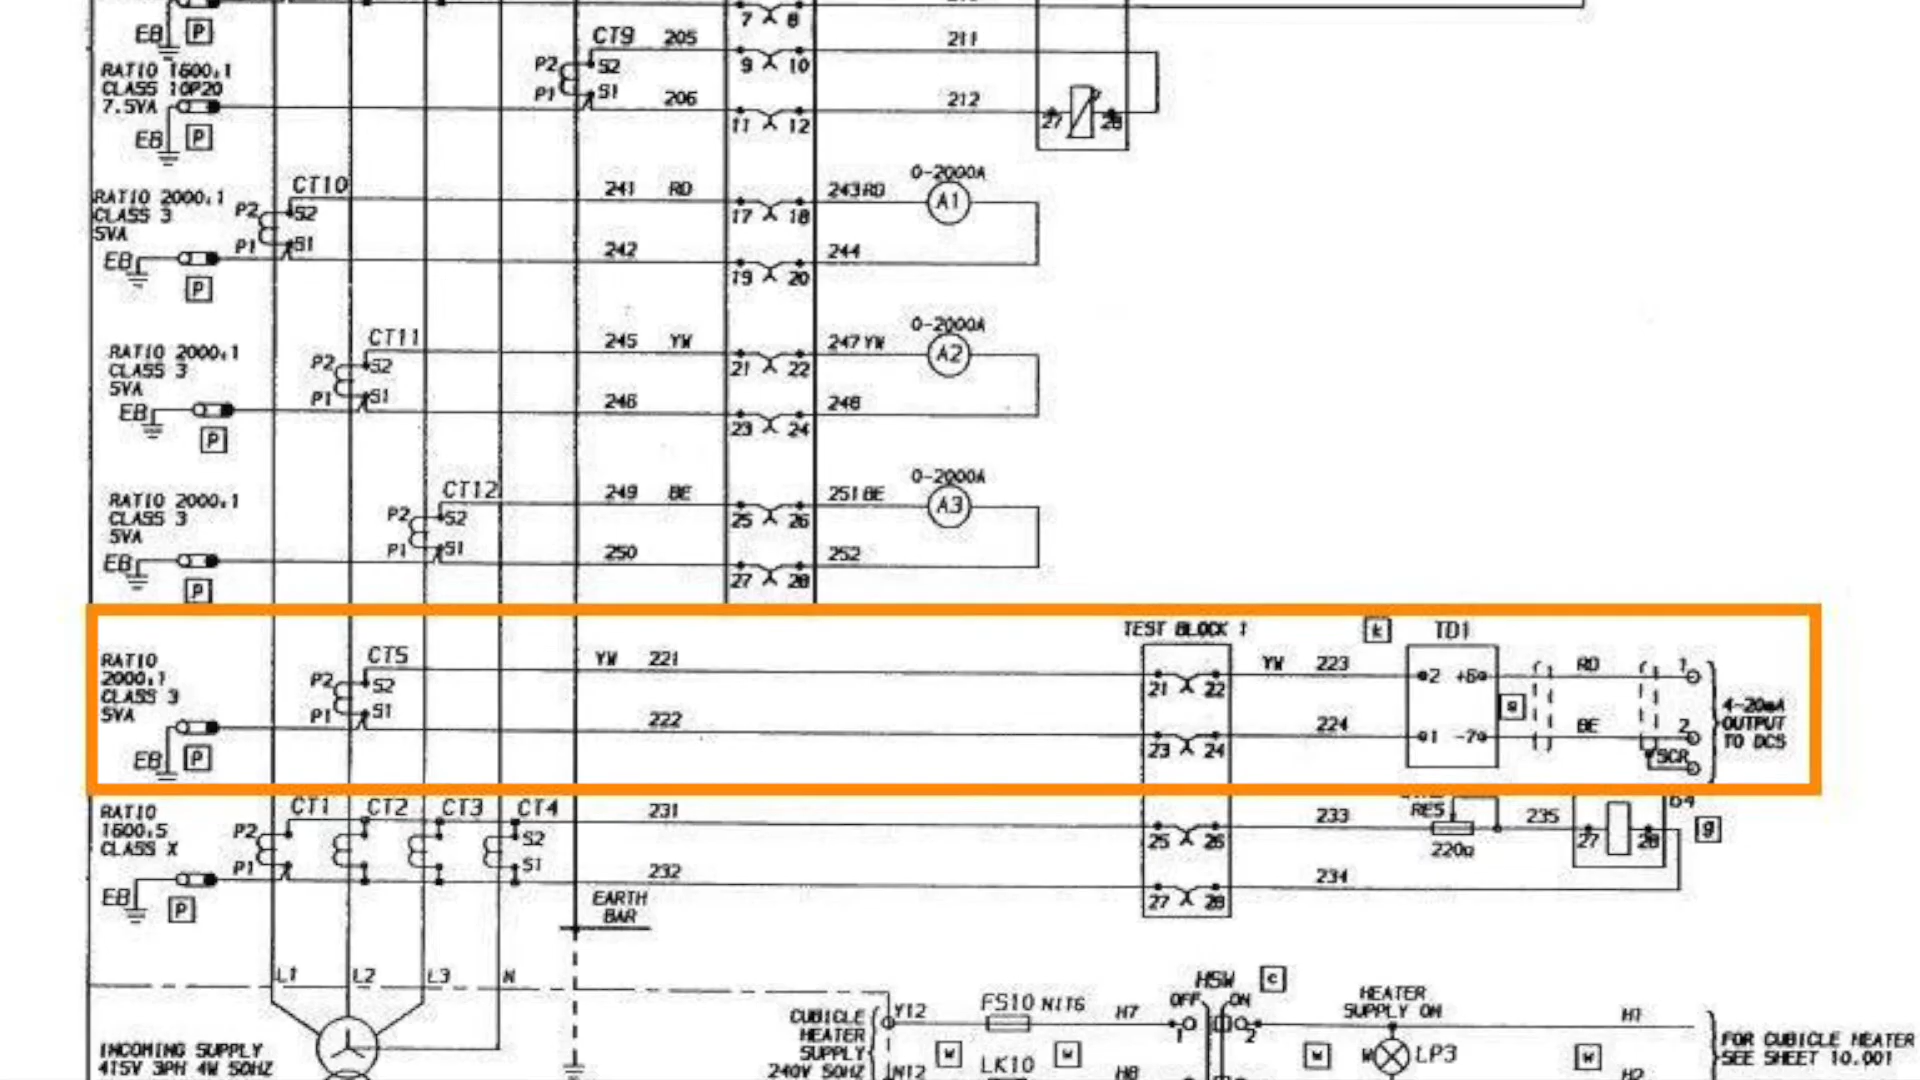 7 8
EB P
RATIO 1600:1
CLASS 10P20
7.5VA
EB P
CT9 205
P2 S2
P1 S1
206
9 10
11 12
211
212
27 28
RATIO 2000:1
CLASS 3
5VA
EB P
CT10
P2 S2
P1 S1
241 RD
242
17 18
19 20
243 RD
244
0-2000A
A1
RATIO 2000:1
CLASS 3
5VA
EB P
CT11
P2 S2
P1 S1
245 YW
246
21 22
23 24
247 YW
248
0-2000A
A2
RATIO 2000:1
CLASS 3
5VA
EB P
CT12
P2 S2
P1 S1
249 BE
250
25 26
27 28
251 BE
252
0-2000A
A3
RATIO
2000:1
CLASS 3
5VA
EB P
CT5
P2 S2
P1 S1
YW 221
222
TEST BLOCK 1
21 22
23 24
YW 223
224
k TD1
2 +6
1 -7
RD 1
BE 2
SCR
4-20mA
OUTPUT
TO DCS
RATIO
1600:5
CLASS X
EB P
CT1 CT2 CT3 CT4
P2 S2
P1 S1
231
232
25 26
27 28
233
234
RES
220Ω
235
27 28
g
EARTH
BAR
L1 L2 L3 N
INCOMING SUPPLY
415V 3PH 4W 50HZ
CUBICLE
HEATER
SUPPLY
240V 50HZ
Y12
N12
FS10 N1T6
w LK10 w
H7
H8
HSW c
OFF ON
1 2
HEATER
SUPPLY ON
w W LP3 w
H1
H2
FOR CUBICLE HEATER
SEE SHEET 10.001